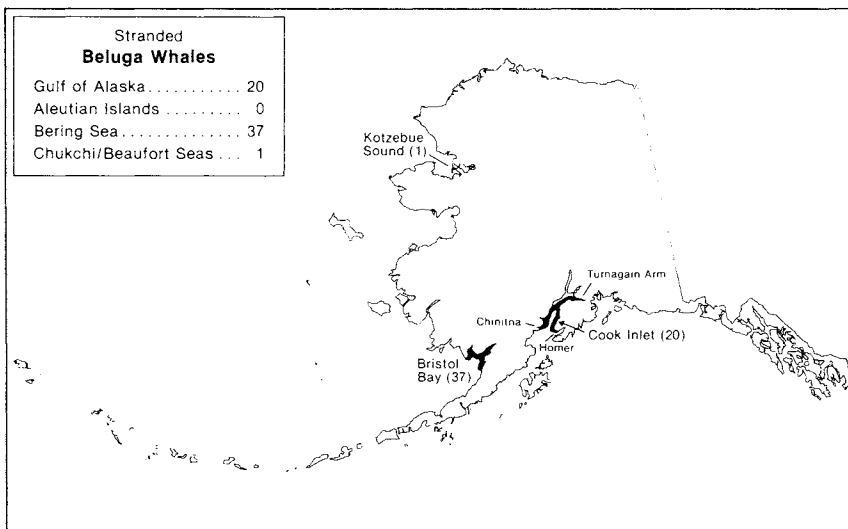 Stranded
Beluga Whales
Gulf of Alaska........... 20
Aleutian Islands ......... 0
Bering Sea............... 37
Chukchi/Beaufort Seas ... 1
Kotzebue
Sound (1)
Turnagain Arm
Chinitna
Cook Inlet (20)
Homer
Bristol
Bay (37)